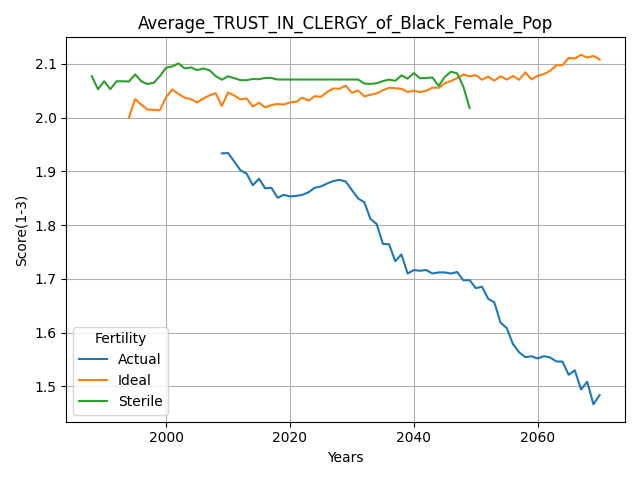 Average_TRUST_IN_CLERGY_of_Black_Female_Pop
Score(1-3)
2.1
2.0
1.9
1.8
1.7
1.6
1.5
Fertility
Actual
Ideal
Sterile
2000 2020 2040 2060
Years